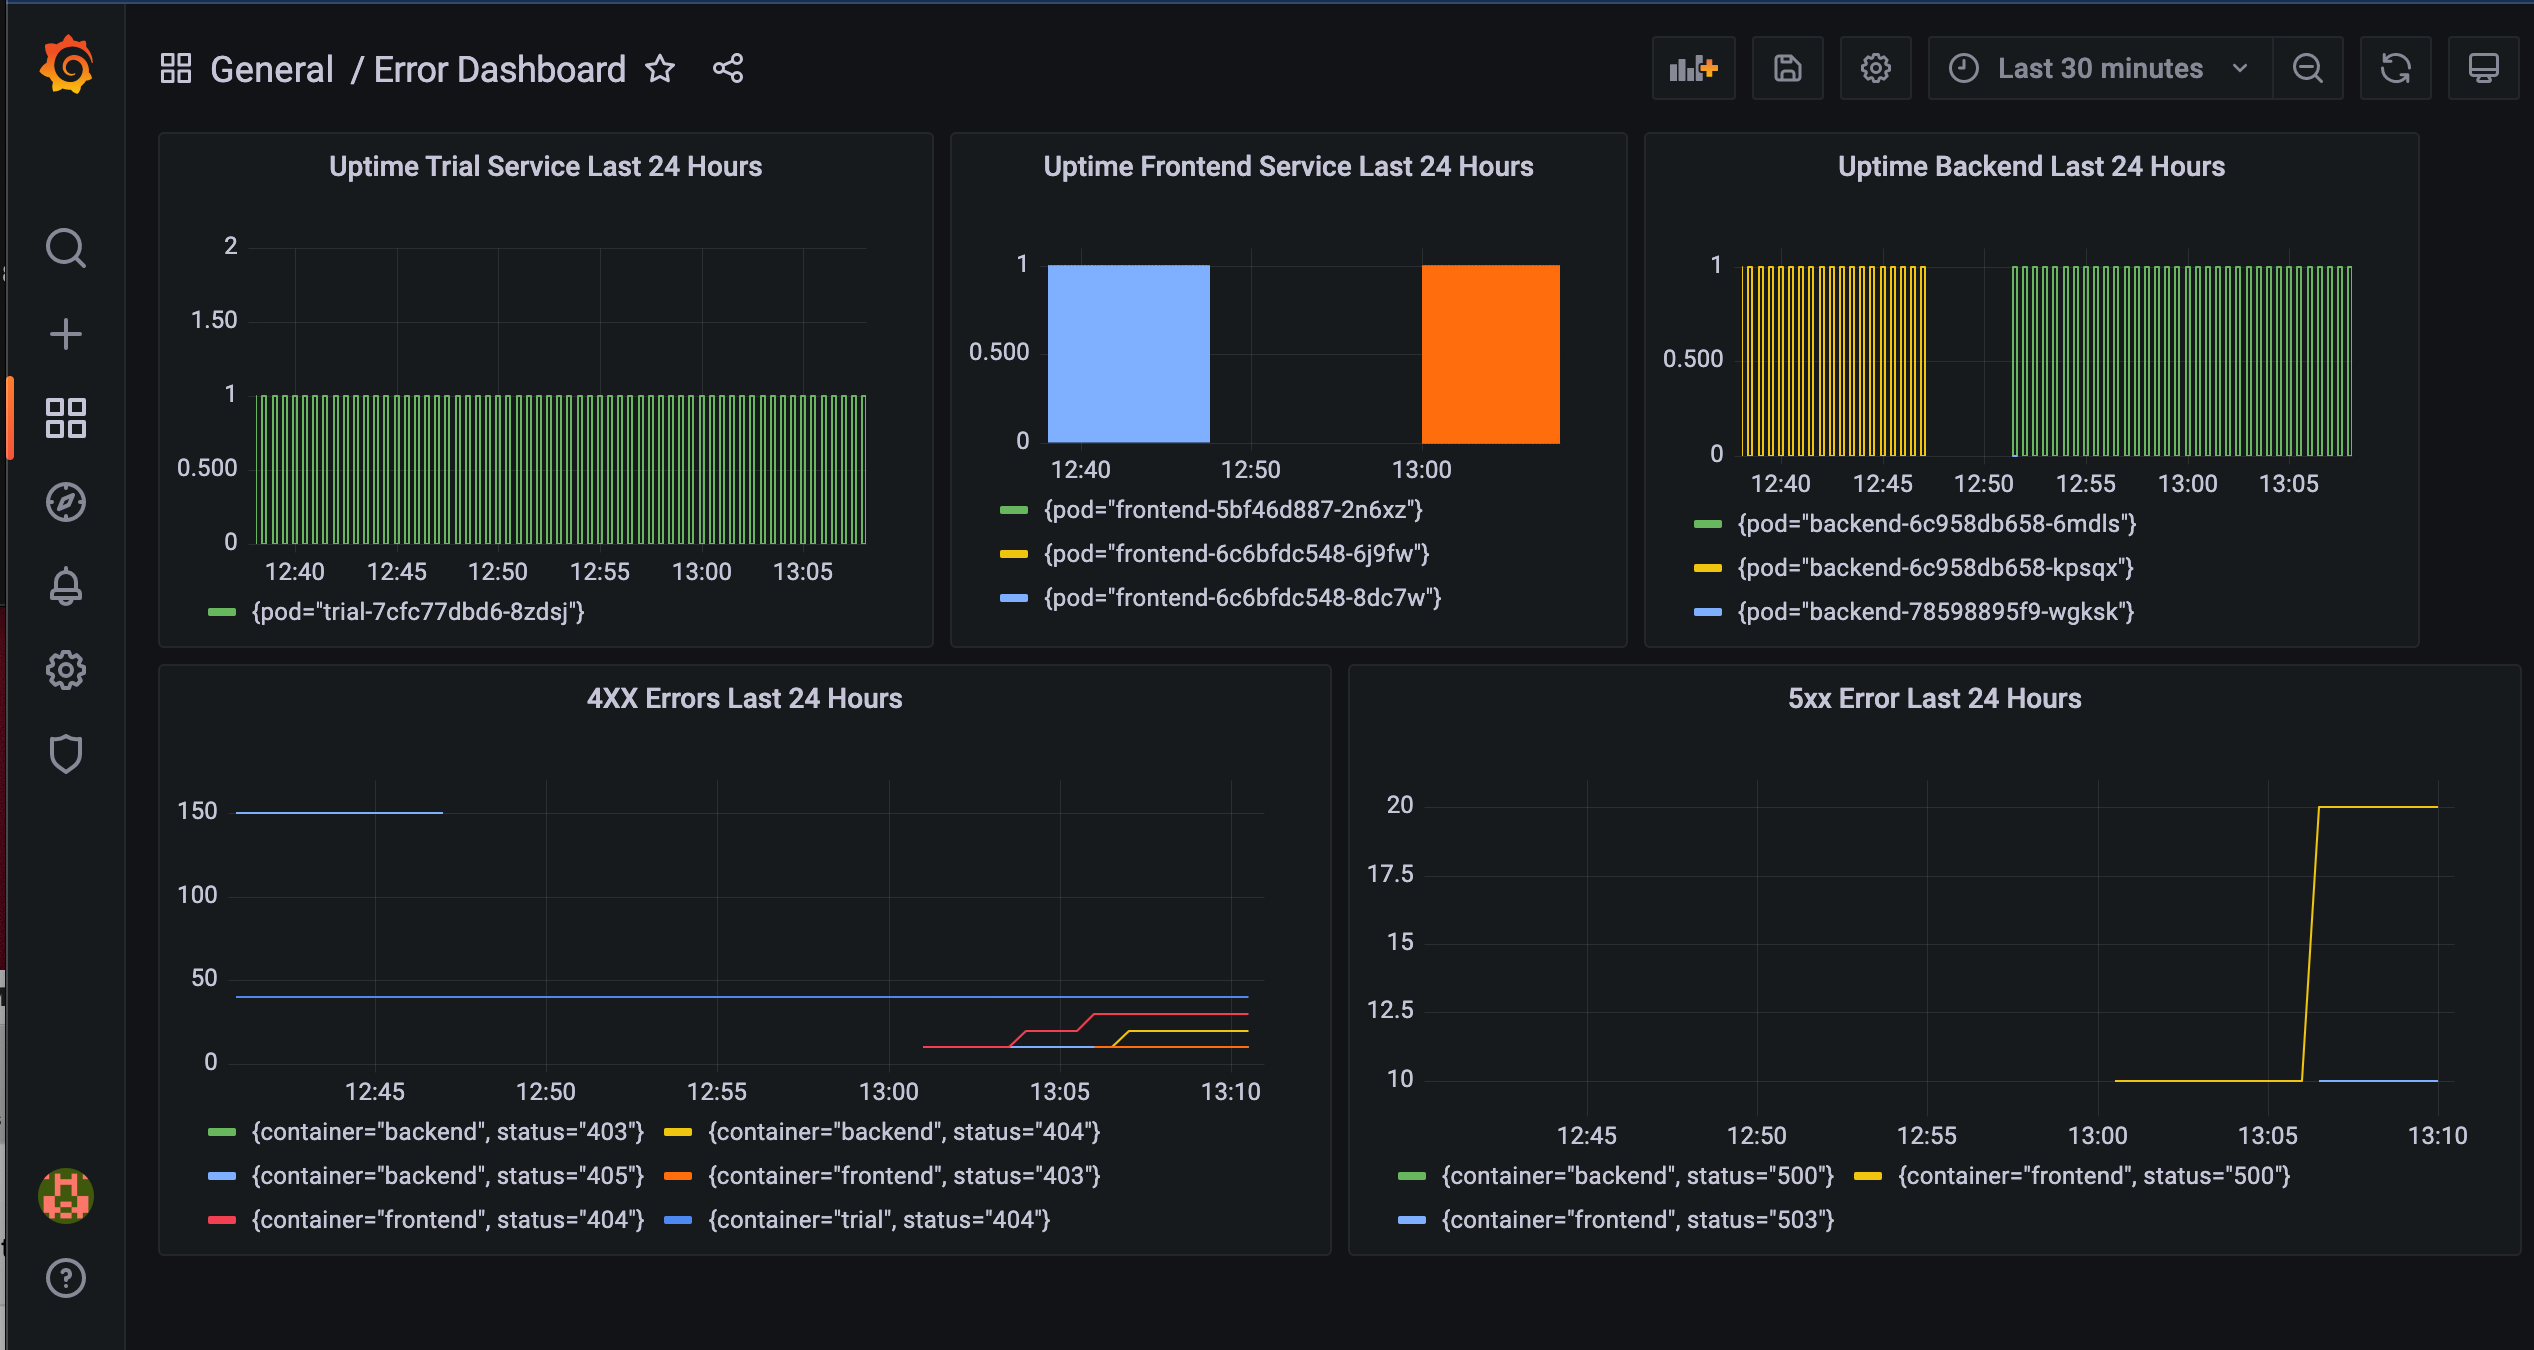 General / Error Dashboard
Last 30 minutes
Uptime Trial Service Last 24 Hours
2
1.50
1
0.500
0
12:40 12:45 12:50 12:55 13:00 13:05
{pod="trial-7cfc77dbd6-8zdsj"}
Uptime Frontend Service Last 24 Hours
1
0.500
0
12:40 12:50 13:00
{pod="frontend-5bf46d887-2n6xz"}
{pod="frontend-6c6bfdc548-6j9fw"}
{pod="frontend-6c6bfdc548-8dc7w"}
Uptime Backend Last 24 Hours
1
0.500
0
12:40 12:45 12:50 12:55 13:00 13:05
{pod="backend-6c958db658-6mdls"}
{pod="backend-6c958db658-kpsqx"}
{pod="backend-78598895f9-wgksk"}
4XX Errors Last 24 Hours
150
100
50
0
12:45 12:50 12:55 13:00 13:05 13:10
{container="backend", status="403"} {container="backend", status="404"}
{container="backend", status="405"} {container="frontend", status="403"}
{container="frontend", status="404"} {container="trial", status="404"}
5xx Error Last 24 Hours
20
17.5
15
12.5
10
12:45 12:50 12:55 13:00 13:05 13:10
{container="backend", status="500"} {container="frontend", status="500"}
{container="frontend", status="503"}